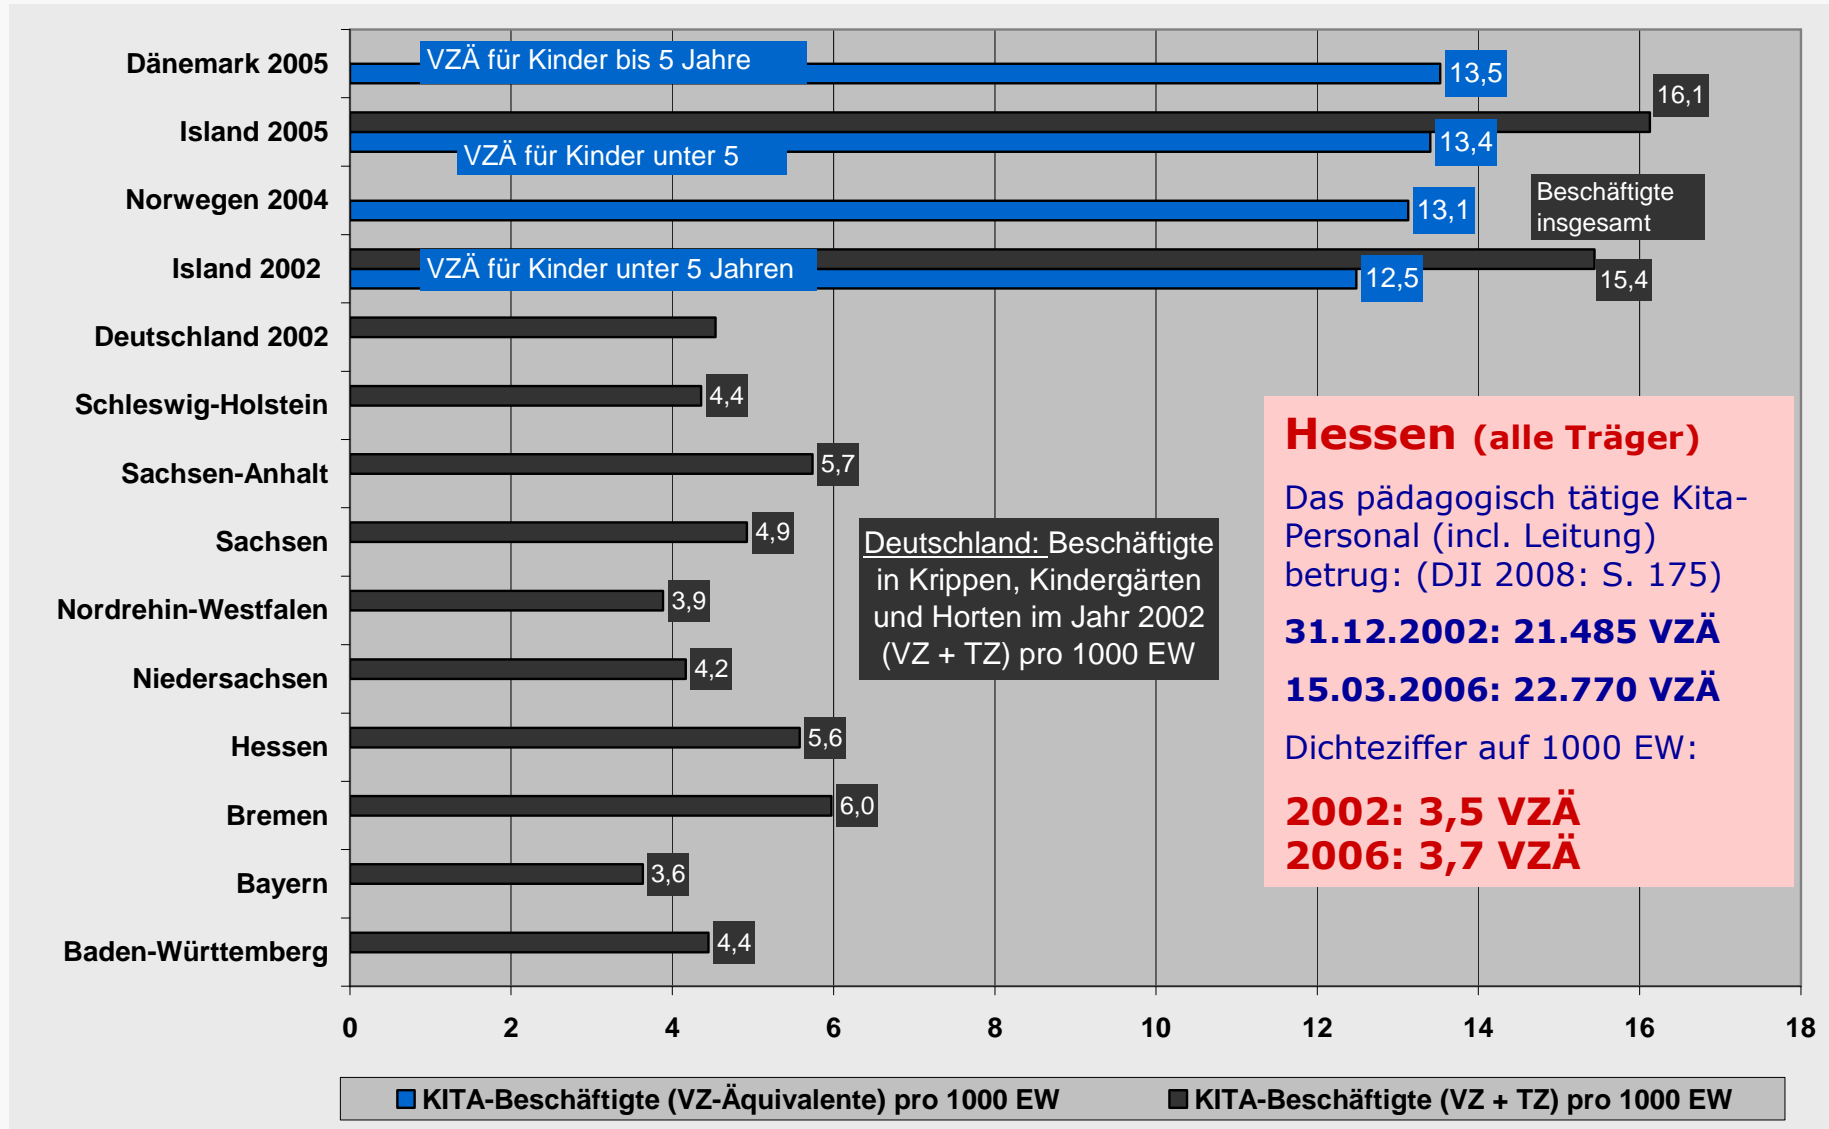 Dänemark 2005
VZÄ für Kinder bis 5 Jahre
13,5
16,1
Island 2005
13,4
VZÄ für Kinder unter 5
Norwegen 2004
13,1
Beschäftigte
insgesamt
Island 2002
VZÄ für Kinder unter 5 Jahren
12,5
15,4
Deutschland 2002
Schleswig-Holstein
4,4
Sachsen-Anhalt
5,7
Sachsen
4,9
Nordrehin-Westfalen
3,9
Niedersachsen
4,2
Hessen
5,6
Bremen
6,0
Bayern
3,6
Baden-Württemberg
4,4
Deutschland: Beschäftigte
in Krippen, Kindergärten
und Horten im Jahr 2002
(VZ + TZ) pro 1000 EW
Hessen (alle Träger)
Das pädagogisch tätige Kita-
Personal (incl. Leitung)
betrug: (DJI 2008: S. 175)
31.12.2002: 21.485 VZÄ
15.03.2006: 22.770 VZÄ
Dichteziffer auf 1000 EW:
2002: 3,5 VZÄ
2006: 3,7 VZÄ
0 2 4 6 8 10 12 14 16 18
KITA-Beschäftigte (VZ-Äquivalente) pro 1000 EW
KITA-Beschäftigte (VZ + TZ) pro 1000 EW